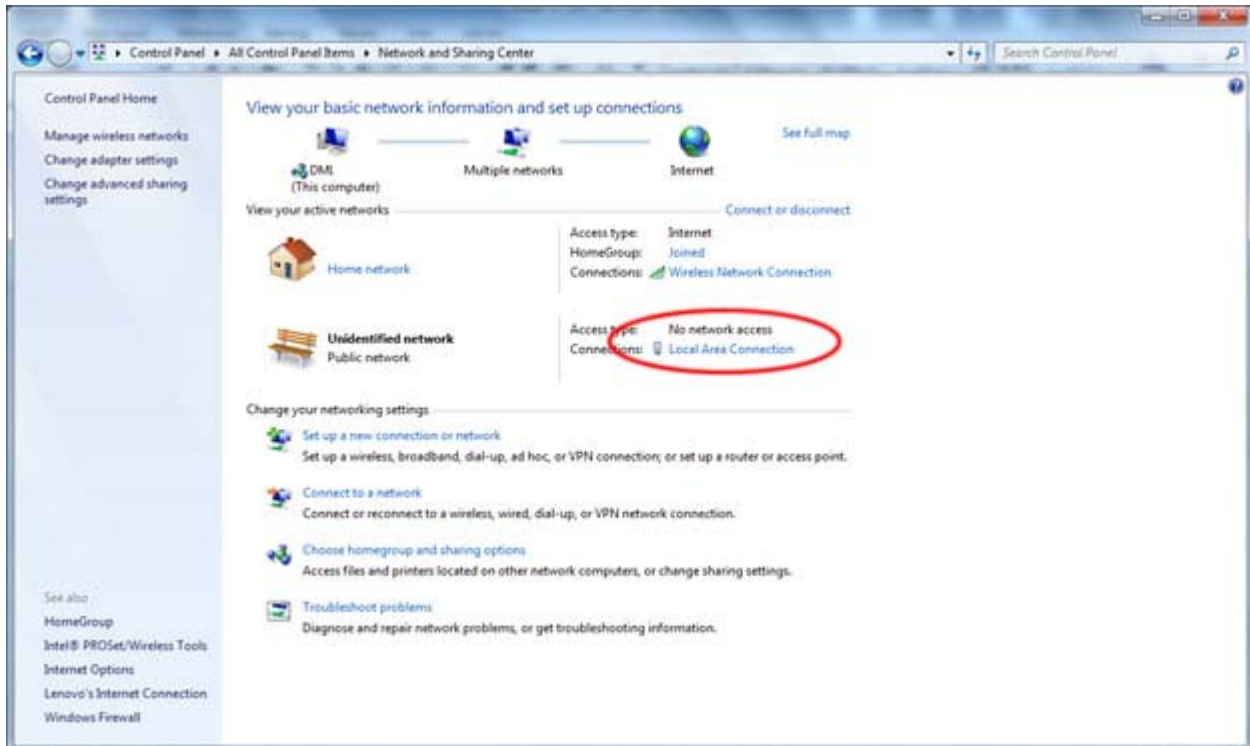 Control Panel ▸ All Control Panel Items ▸ Network and Sharing Center
Search Control Panel
Control Panel Home
Manage wireless networks
Change adapter settings
Change advanced sharing
settings
See also
HomeGroup
Intel® PROSet/Wireless Tools
Internet Options
Lenovo's Internet Connection
Windows Firewall
View your basic network information and set up connections
See full map
DML Multiple networks Internet
(This computer)
View your active networks Connect or disconnect
Home network
Access type: Internet
HomeGroup: Joined
Connections: Wireless Network Connection
Unidentified network
Public network
Access type: No network access
Connections: Local Area Connection
Change your networking settings
Set up a new connection or network
Set up a wireless, broadband, dial-up, ad hoc, or VPN connection; or set up a router or access point.
Connect to a network
Connect or reconnect to a wireless, wired, dial-up, or VPN network connection.
Choose homegroup and sharing options
Access files and printers located on other network computers, or change sharing settings.
Troubleshoot problems
Diagnose and repair network problems, or get troubleshooting information.